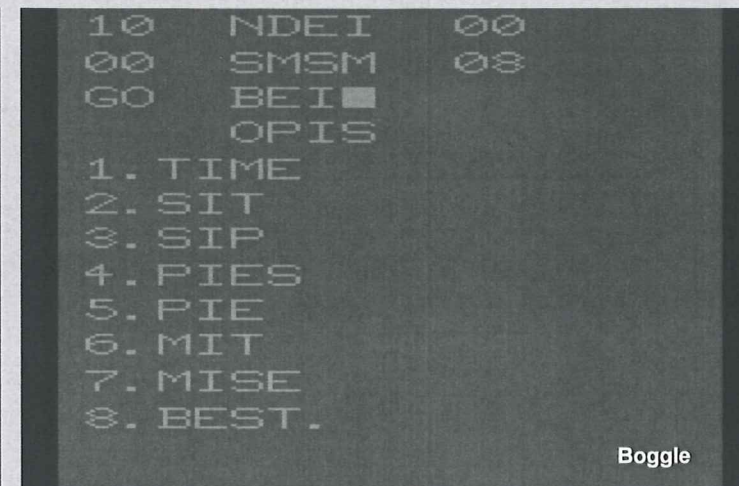 10 NDEI 00
00 SMSM 08
GO BEI
OPIS
1. TIME
2. SIT
3. SIP
4. PIES
5. PIE
6. MIT
7. MISE
8. BEST.
Boggle